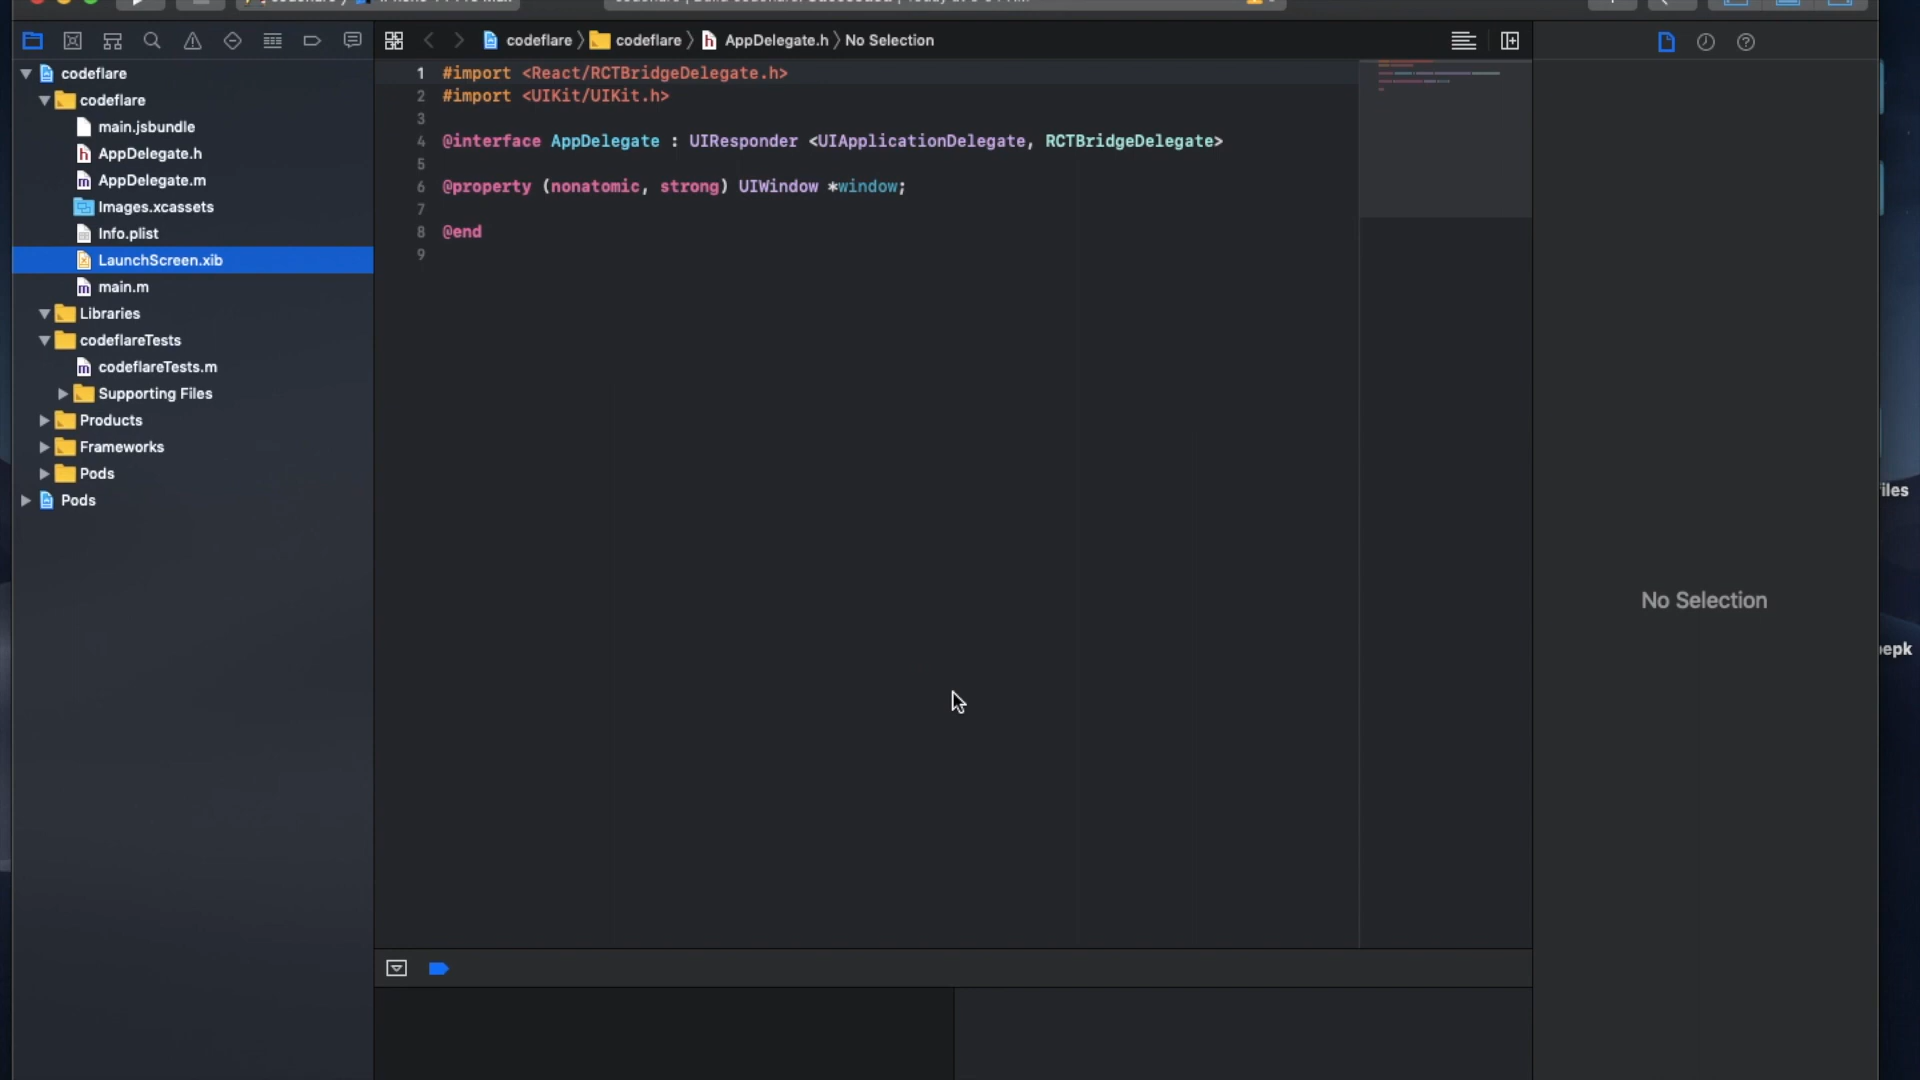 codeflare 〉 codeflare 〉 AppDelegate.h 〉 No Selection
codeflare
codeflare
main.jsbundle
AppDelegate.h
AppDelegate.m
Images.xcassets
Info.plist
LaunchScreen.xib
main.m
Libraries
codeflareTests
codeflareTests.m
Supporting Files
Products
Frameworks
Pods
Pods
1 #import <React/RCTBridgeDelegate.h>
2 #import <UIKit/UIKit.h>
3
4 @interface AppDelegate : UIResponder <UIApplicationDelegate, RCTBridgeDelegate>
5
6 @property (nonatomic, strong) UIWindow *window;
7
8 @end
9
No Selection